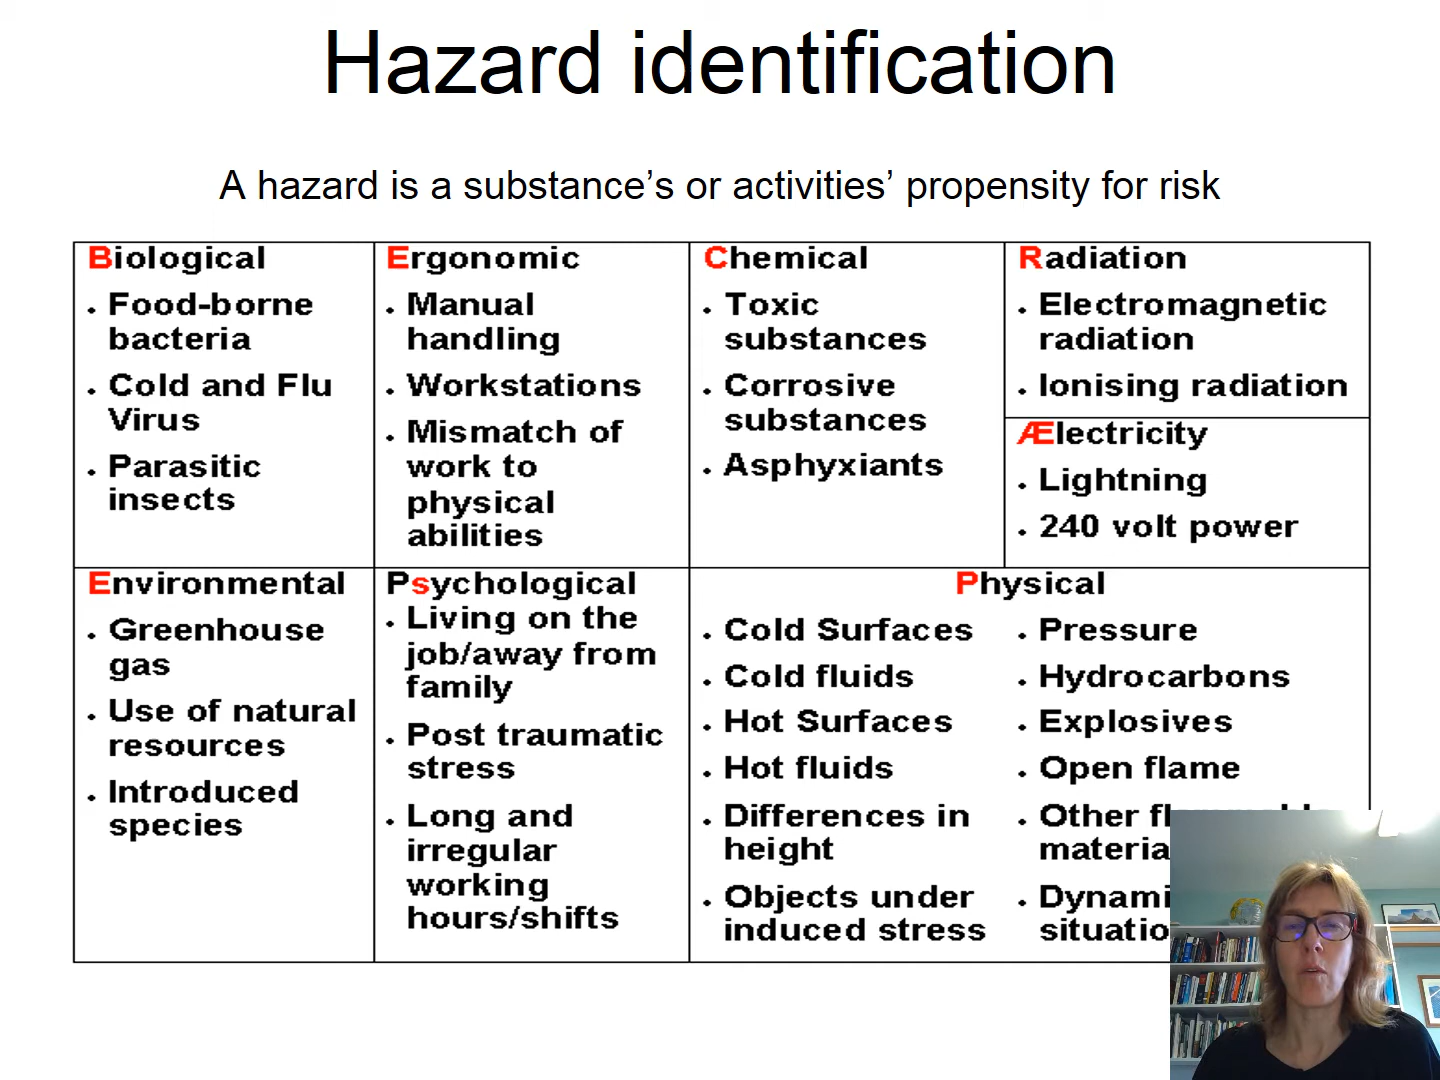 Hazard identification
A hazard is a substance’s or activities’ propensity for risk
Biological
• Food-borne
bacteria
• Cold and Flu
Virus
• Parasitic
insects
Ergonomic
• Manual
handling
• Workstations
• Mismatch of
work to
physical
abilities
Chemical
• Toxic
substances
• Corrosive
substances
• Asphyxiants
Radiation
• Electromagnetic
radiation
• Ionising radiation
Ælectricity
• Lightning
• 240 volt power
Environmental
• Greenhouse
gas
• Use of natural
resources
• Introduced
species
Psychological
• Living on the
job/away from
family
• Post traumatic
stress
• Long and
irregular
working
hours/shifts
Physical
• Cold Surfaces
• Cold fluids
• Hot Surfaces
• Hot fluids
• Differences in
height
• Objects under
induced stress
• Pressure
• Hydrocarbons
• Explosives
• Open flame
• Other